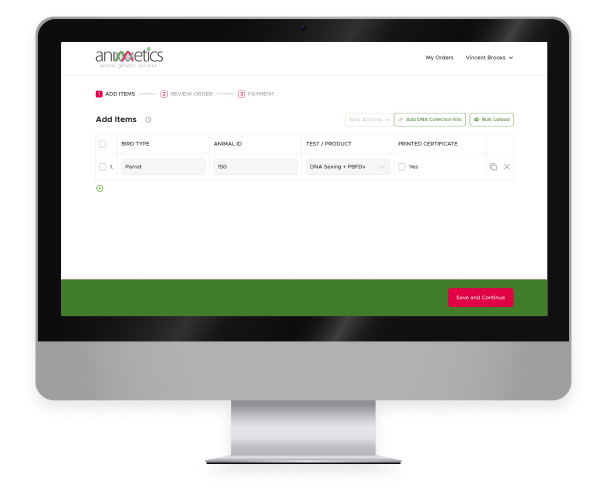 animetics
animal genetic services
My Orders Vincent Brooks
1 ADD ITEMS 2 REVIEW ORDER 3 PAYMENT
Add Items
Bulk Actions Add DNA Collection Kits Bulk Upload
BIRD TYPE ANIMAL ID TEST / PRODUCT PRINTED CERTIFICATE
1. Parrot 150 DNA Sexing + PBFDv Yes
Save and Continue